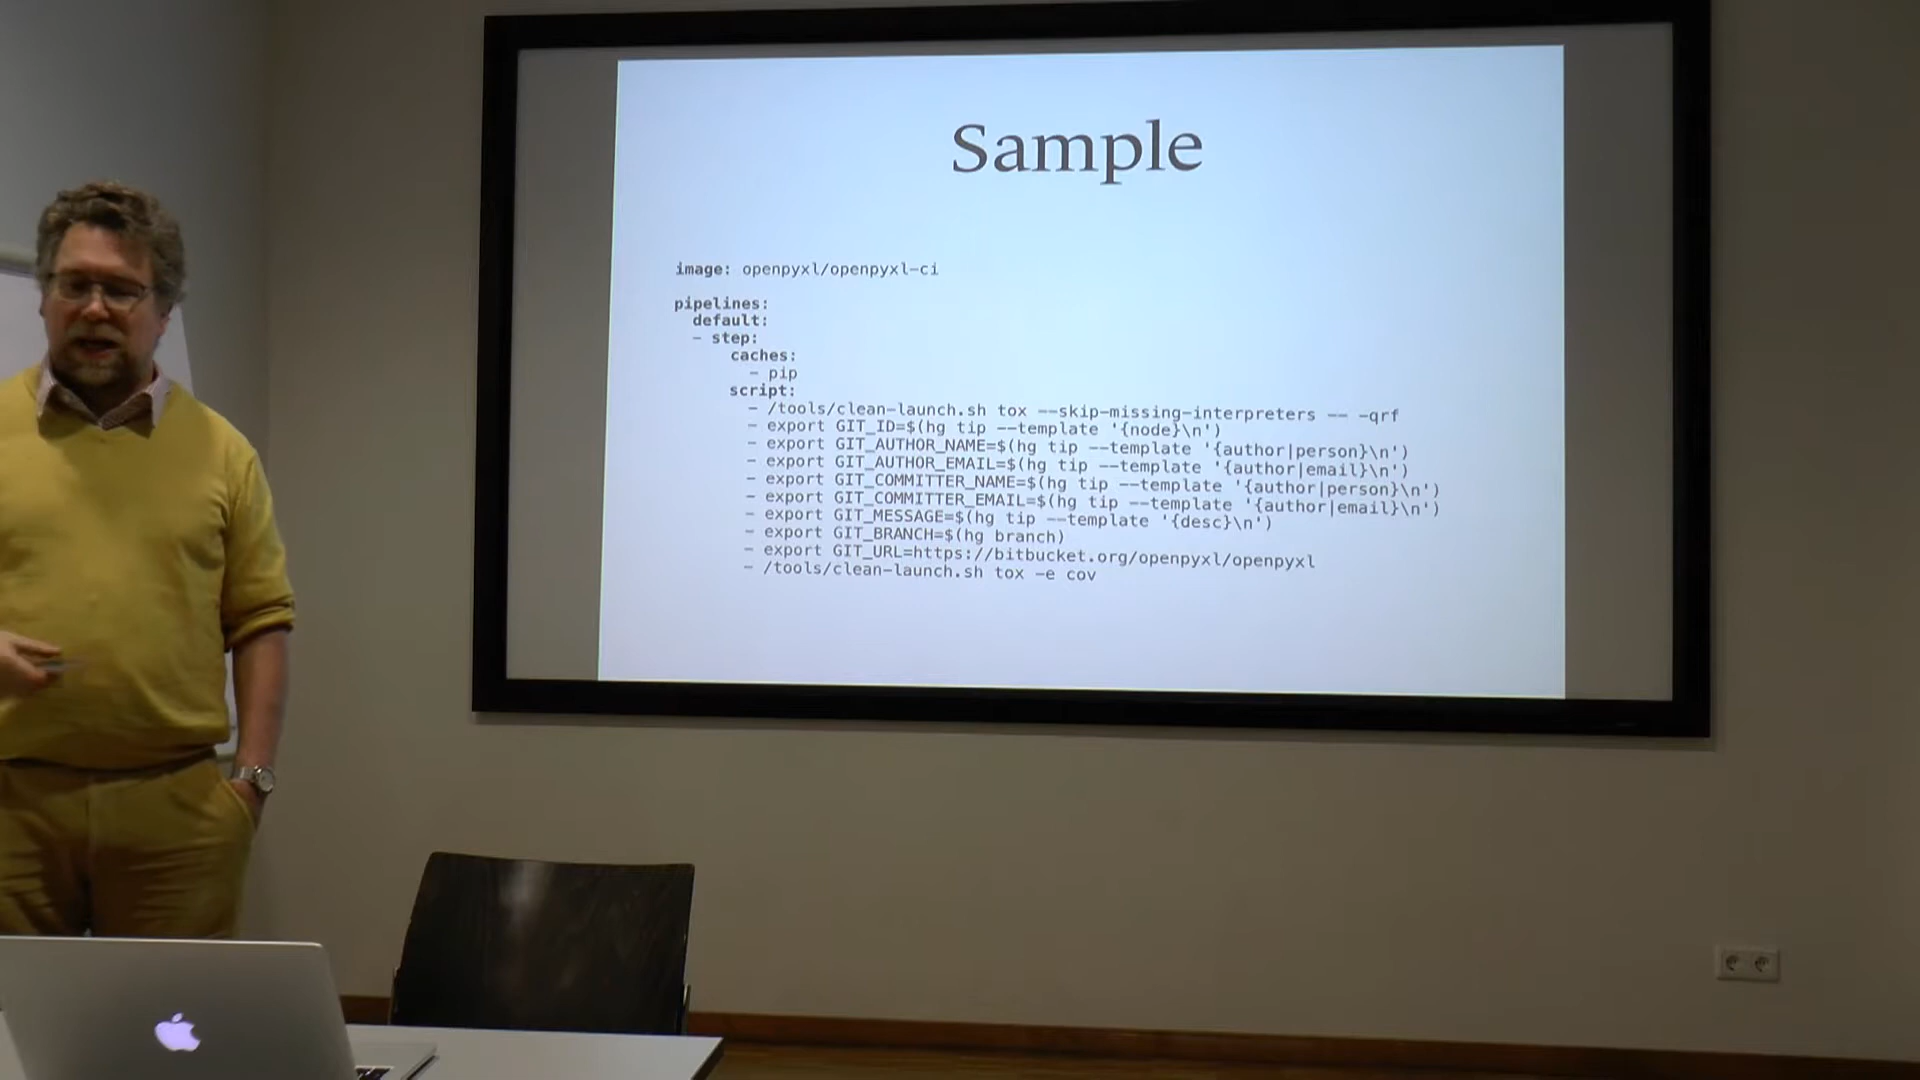 Sample
image: openpyxl/openpyxl-ci
pipelines:
default:
- step:
caches:
- pip
script:
- /tools/clean-launch.sh tox --skip-missing-interpreters -- -qrf
- export GIT_ID=$(hg tip --template '{node}\n')
- export GIT_AUTHOR_NAME=$(hg tip --template '{author|person}\n')
- export GIT_AUTHOR_EMAIL=$(hg tip --template '{author|email}\n')
- export GIT_COMMITTER_NAME=$(hg tip --template '{author|person}\n')
- export GIT_COMMITTER_EMAIL=$(hg tip --template '{author|email}\n')
- export GIT_MESSAGE=$(hg tip --template '{desc}\n')
- export GIT_BRANCH=$(hg branch)
- export GIT_URL=https://bitbucket.org/openpyxl/openpyxl
- /tools/clean-launch.sh tox -e cov